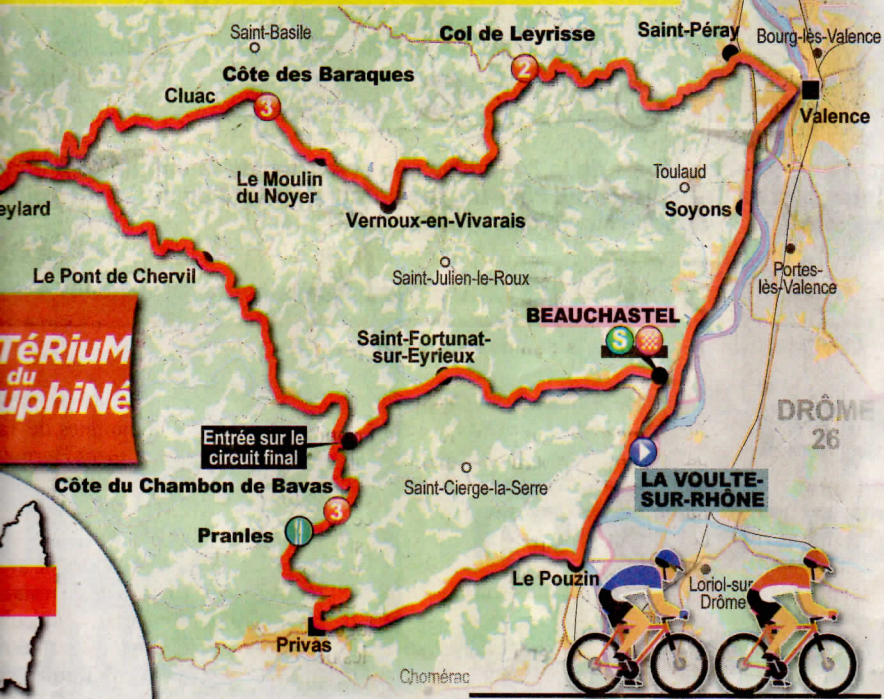 Saint-Basile
Col de Leyrisse
Saint-Péray
Bourg-lès-Valence
Côte des Baraques
2
Cluac
3
Valence
Le Moulin
du Noyer
Toulaud
eylard
Vernoux-en-Vivarais
Soyons
Le Pont de Chervil
Saint-Julien-le-Roux
Portes-
lès-Valence
BEAUCHASTEL
S
TéRiuM
du
uphiNé
Saint-Fortunat-
sur-Eyrieux
DRÔME
26
Entrée sur le
circuit final
Côte du Chambon de Bavas
3
Saint-Cierge-la-Serre
LA VOULTE-
SUR-RHÔNE
Pranles
Le Pouzin
Loriol-sur
Drôme
Privas
Chomérac